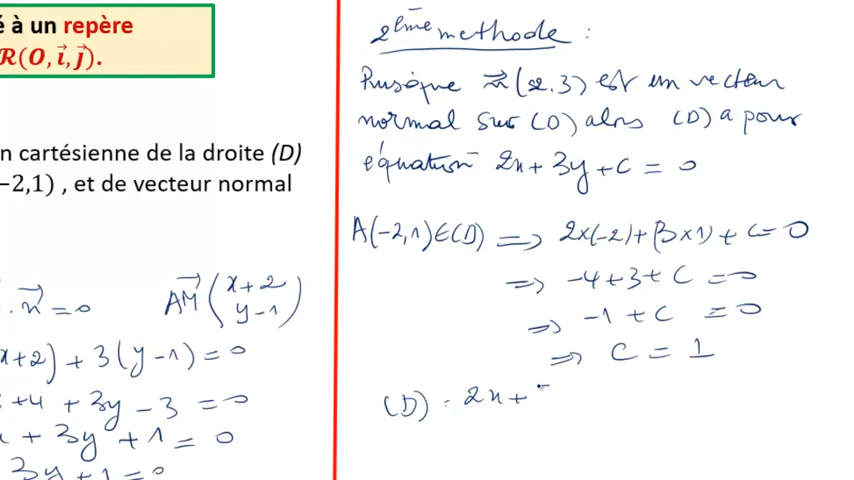 é à un repère
R(O, i⃗, j⃗).
n cartésienne de la droite (D)
-2,1) , et de vecteur normal
. n⃗ = 0
AM⃗ (x+2
y-1)
x+2) + 3(y-1) = 0
x+4 + 3y - 3 = 0
x + 3y + 1 = 0
3y + 1 = 0
2ème methode :
Puisque n⃗(2.3) est un vecteur
normal sur (D) alors (D) a pour
équation 2x + 3y + c = 0
A(-2,1)∈(D) ⇒ 2×(-2) + (3×1) + c = 0
⇒ -4+3+c = 0
⇒ -1 + c = 0
⇒ c = 1
(D) : 2x +